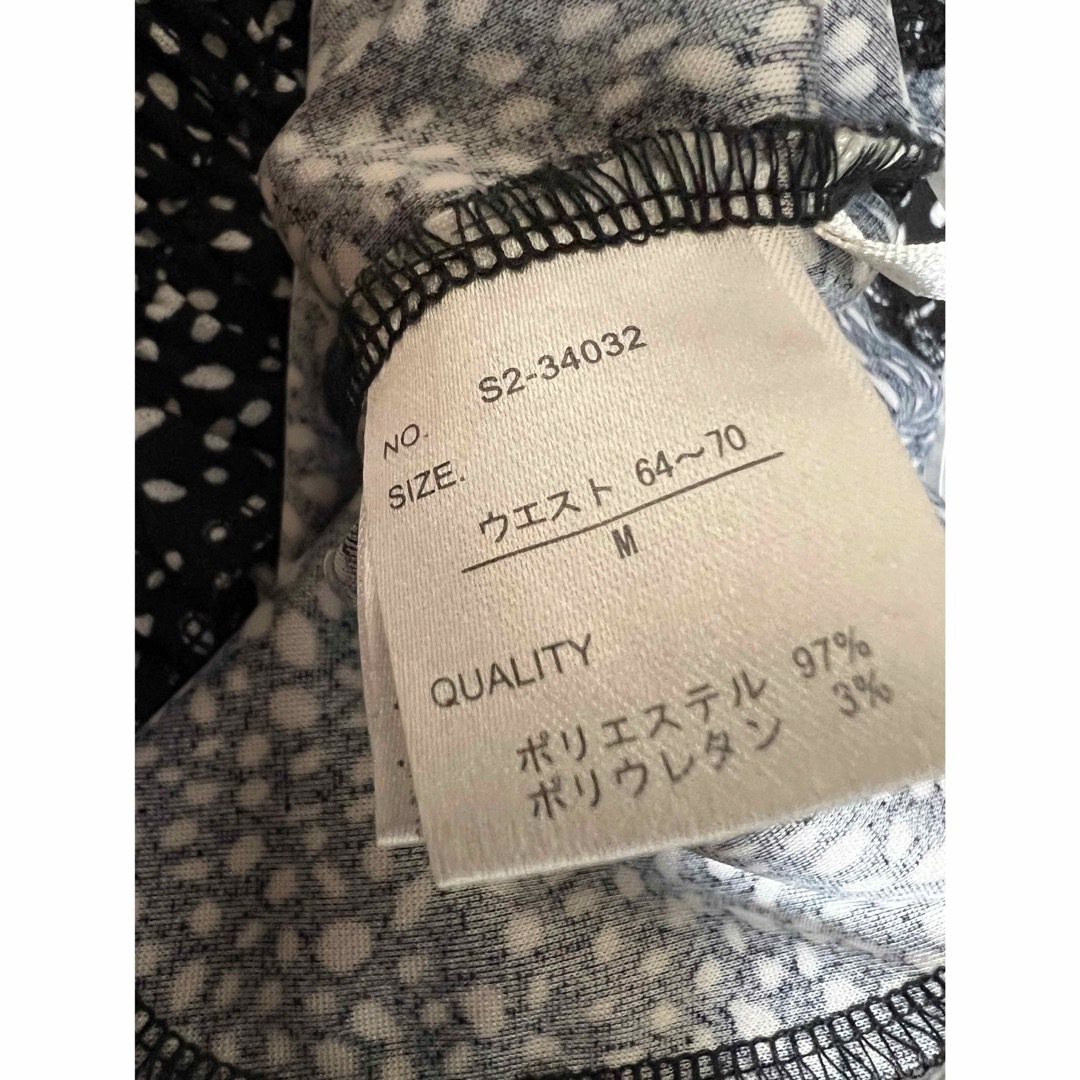 NO. S2-34032
SIZE. ウエスト 64～70
M
QUALITY
ポリエステル 97%
ポリウレタン 3%